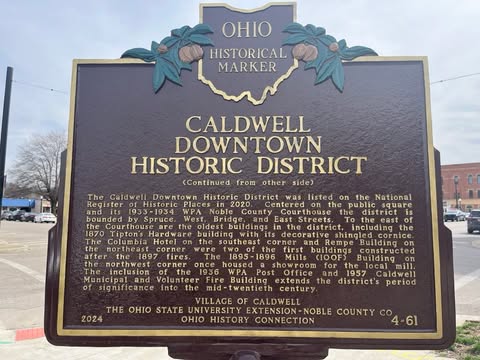 OHIO
HISTORICAL
MARKER
CALDWELL
DOWNTOWN
HISTORIC DISTRICT
(Continued from other side)
The Caldwell Downtown Historic District was listed on the National
Register of Historic Places in 2020. Centered on the public square
and its 1933-1934 WPA Noble County Courthouse the district is
bounded by Spruce, West, Bridge, and East Streets. To the east of
the Courthouse are the oldest buildings in the district, including the
1870 Tipton's Hardware building with its decorative shingled cornice.
The Columbia Hotel on the southeast corner and Rempe Building on
the northeast corner were two of the first buildings constructed
after the 1897 fires. The 1895-1896 Mills (IOOF) Building on
the northwest corner once housed a showroom for the local mill.
The inclusion of the 1936 WPA Post Office and 1957 Caldwell
Municipal and Volunteer Fire Building extends the district's period
of significance into the mid-twentieth century.
VILLAGE OF CALDWELL
THE OHIO STATE UNIVERSITY EXTENSION-NOBLE COUNTY CO
2024 OHIO HISTORY CONNECTION 4-61